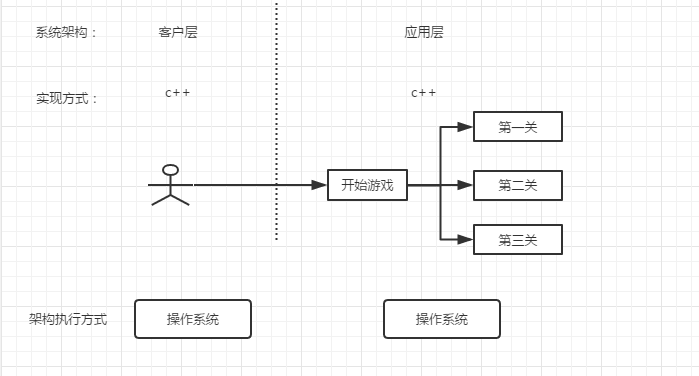 系统架构：
客户层
应用层
实现方式：
c++
c++
第一关
开始游戏
第二关
第三关
架构执行方式
操作系统
操作系统